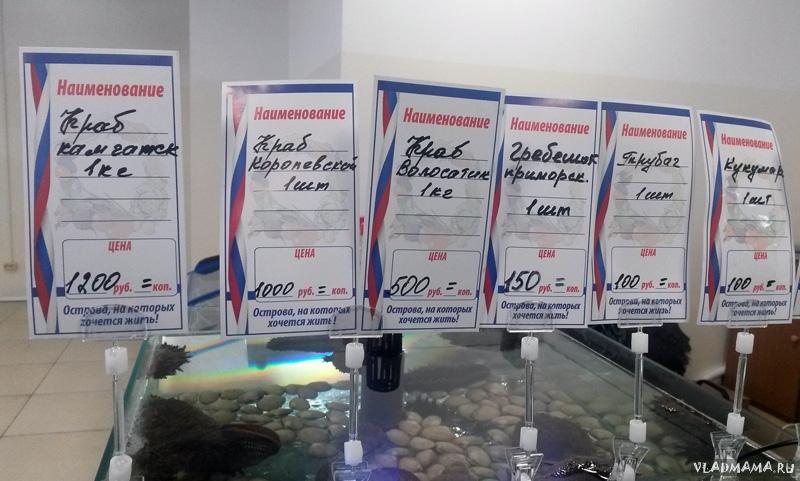 Наименование
Краб
камчатск
1кг
ЦЕНА
1200 руб. = коп.
Острова, на которых
хочется жить!
Наименование
Краб
Королевской
1шт
ЦЕНА
1000 руб. = коп.
Острова, на которых
хочется жить!
Наименование
Краб
Волосатик
1кг
ЦЕНА
500 руб. = коп.
Острова, на которых
хочется жить!
Наименование
Гребешок
приморск.
1шт
ЦЕНА
150 руб. = коп.
Острова, на которых
хочется жить!
Наименование
Трубач
1шт
ЦЕНА
100 руб. = коп.
Острова, на которых
хочется жить!
Наименование
Кукумар
1шт
ЦЕНА
100 руб. = коп.
Острова, на которых
хочется жить!
VLADMAMA.RU